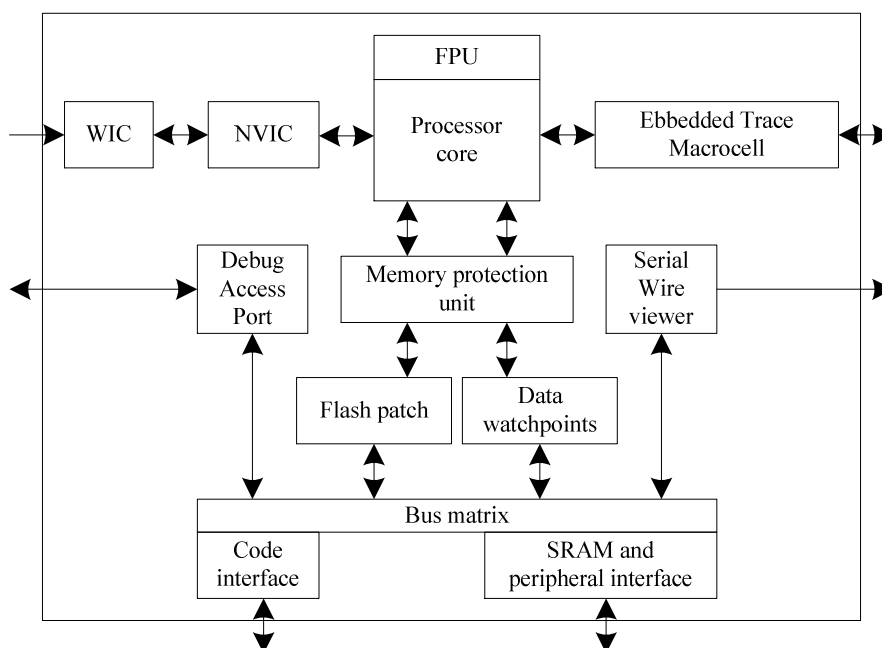 FPU
WIC
NVIC
Processor
core
Ebbedded Trace
Macrocell
Debug
Access
Port
Memory protection
unit
Serial
Wire
viewer
Flash patch
Data
watchpoints
Bus matrix
Code
interface
SRAM and
peripheral interface